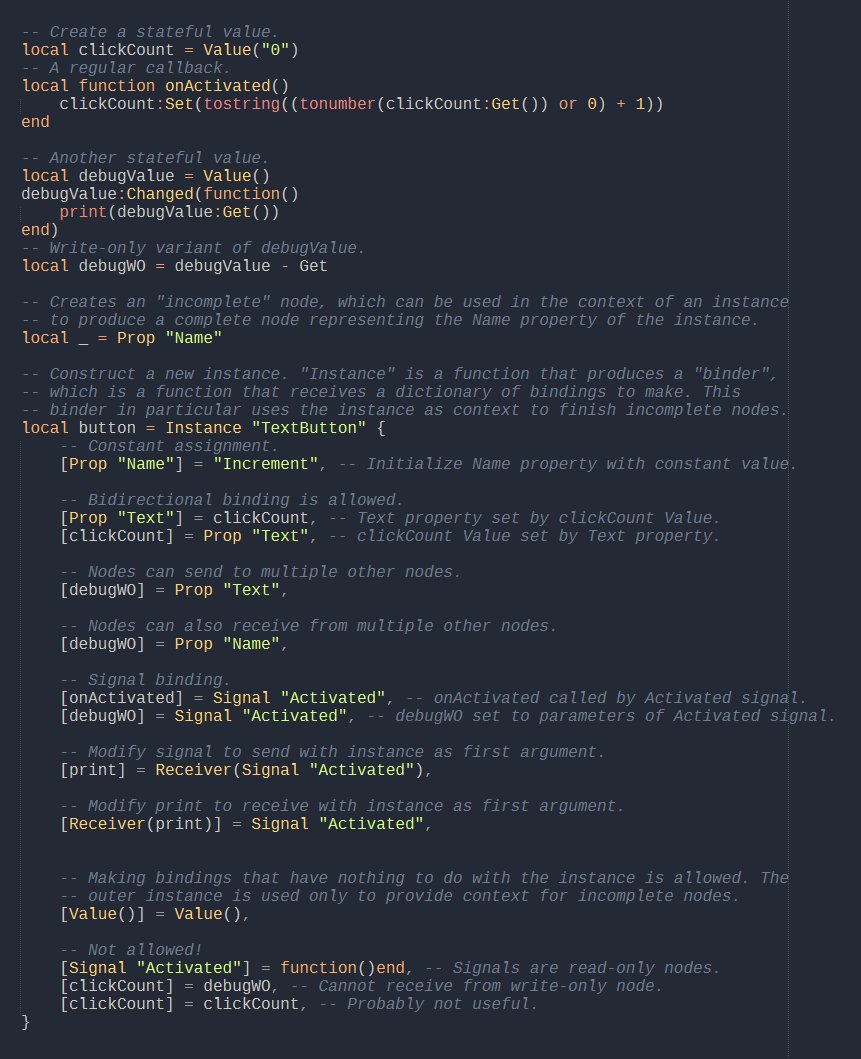 -- Create a stateful value.
local clickCount = Value("0")
-- A regular callback.
local function onActivated()
    clickCount:Set(tostring((tonumber(clickCount:Get()) or 0) + 1))
end

-- Another stateful value.
local debugValue = Value()
debugValue:Changed(function()
    print(debugValue:Get())
end)
-- Write-only variant of debugValue.
local debugWO = debugValue - Get

-- Creates an "incomplete" node, which can be used in the context of an instance
-- to produce a complete node representing the Name property of the instance.
local _ = Prop "Name"

-- Construct a new instance. "Instance" is a function that produces a "binder",
-- which is a function that receives a dictionary of bindings to make. This
-- binder in particular uses the instance as context to finish incomplete nodes.
local button = Instance "TextButton" {
    -- Constant assignment.
    [Prop "Name"] = "Increment", -- Initialize Name property with constant value.

    -- Bidirectional binding is allowed.
    [Prop "Text"] = clickCount, -- Text property set by clickCount Value.
    [clickCount] = Prop "Text", -- clickCount Value set by Text property.

    -- Nodes can send to multiple other nodes.
    [debugWO] = Prop "Text",

    -- Nodes can also receive from multiple other nodes.
    [debugWO] = Prop "Name",

    -- Signal binding.
    [onActivated] = Signal "Activated", -- onActivated called by Activated signal.
    [debugWO] = Signal "Activated", -- debugWO set to parameters of Activated signal.

    -- Modify signal to send with instance as first argument.
    [print] = Receiver(Signal "Activated"),

    -- Modify print to receive with instance as first argument.
    [Receiver(print)] = Signal "Activated",


    -- Making bindings that have nothing to do with the instance is allowed. The
    -- outer instance is used only to provide context for incomplete nodes.
    [Value()] = Value(),

    -- Not allowed!
    [Signal "Activated"] = function()end, -- Signals are read-only nodes.
    [clickCount] = debugWO, -- Cannot receive from write-only node.
    [clickCount] = clickCount, -- Probably not useful.
}